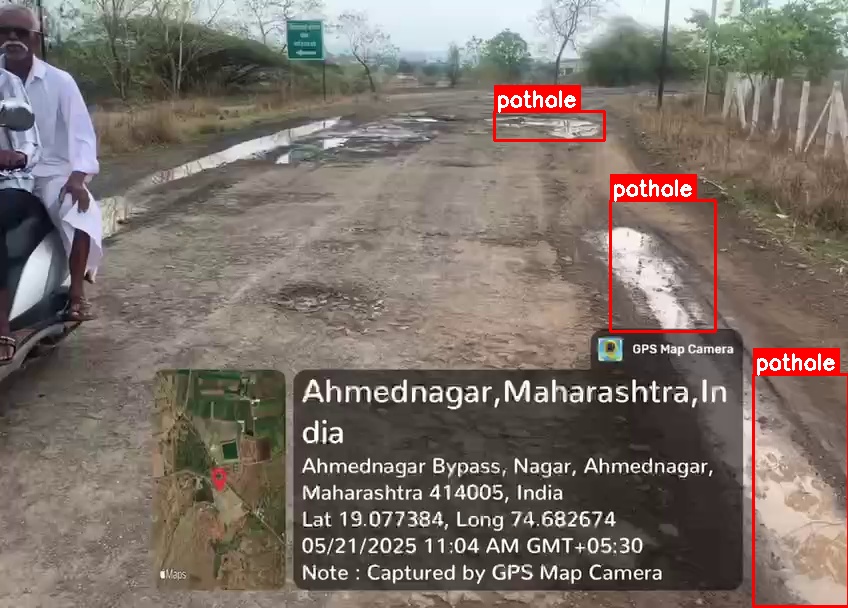 pothole
pothole
pothole
GPS Map Camera
Ahmednagar,Maharashtra,In
dia
Ahmednagar Bypass, Nagar, Ahmednagar,
Maharashtra 414005, India
Lat 19.077384, Long 74.682674
05/21/2025 11:04 AM GMT+05:30
Note : Captured by GPS Map Camera
Maps